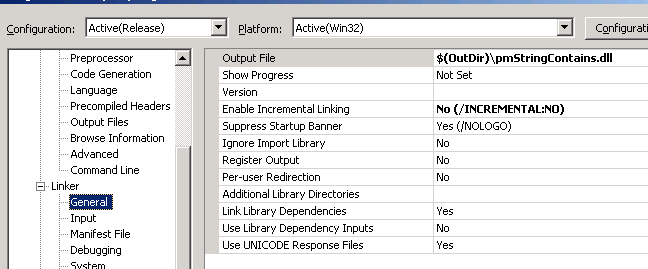 Configuration: Active(Release) Platform: Active(Win32)
Preprocessor
Code Generation
Language
Precompiled Headers
Output Files
Browse Information
Advanced
Command Line
Linker
General
Input
Manifest File
Debugging
System
Output File $(OutDir)\pmStringContains.dll
Show Progress Not Set
Version
Enable Incremental Linking No (/INCREMENTAL:NO)
Suppress Startup Banner Yes (/NOLOGO)
Ignore Import Library No
Register Output No
Per-user Redirection No
Additional Library Directories
Link Library Dependencies Yes
Use Library Dependency Inputs No
Use UNICODE Response Files Yes